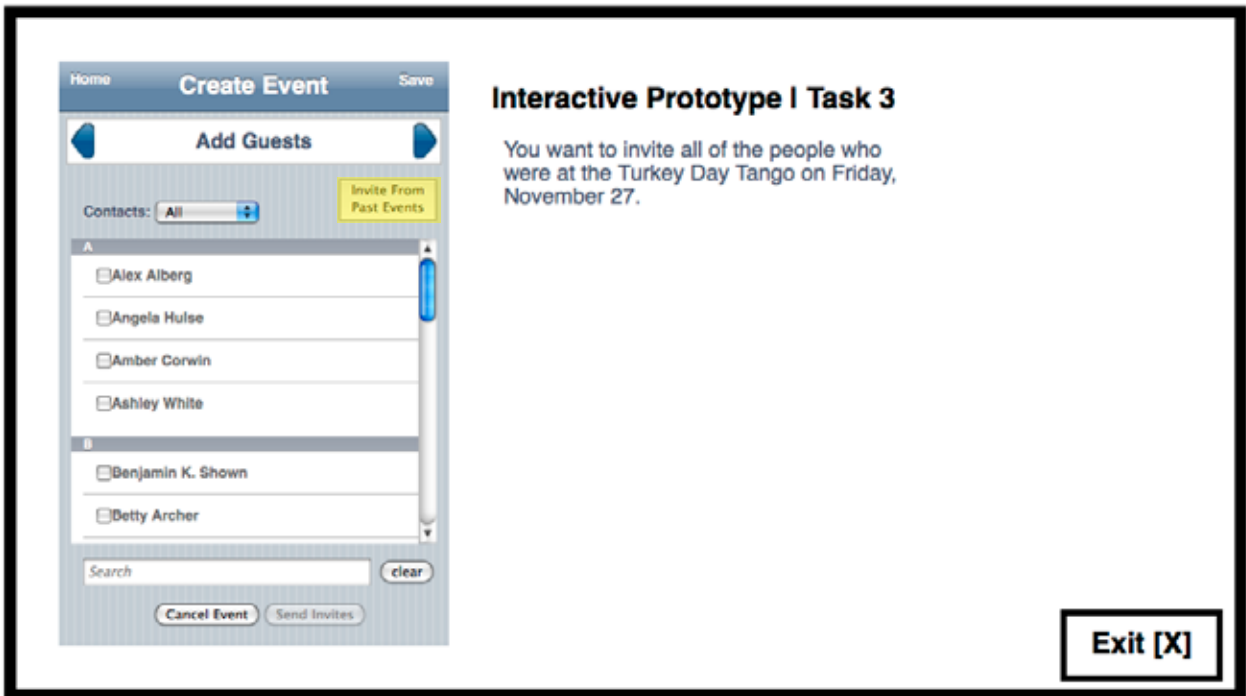 Home Create Event Save
Add Guests
Invite From
Past Events
Contacts: All
A
Alex Alberg
Angela Hulse
Amber Corwin
Ashley White
B
Benjamin K. Shown
Betty Archer
Search clear
Cancel Event Send Invites
Interactive Prototype | Task 3
You want to invite all of the people who
were at the Turkey Day Tango on Friday,
November 27.
Exit [X]